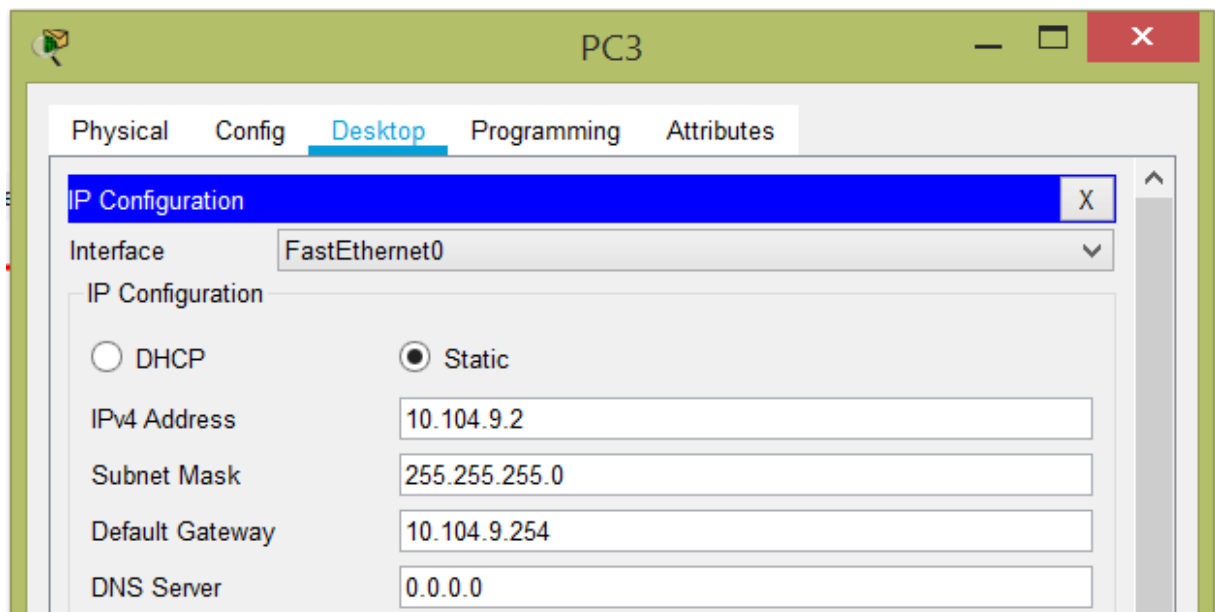 PC3
Physical Config Desktop Programming Attributes
IP Configuration X
Interface FastEthernet0
IP Configuration
DHCP Static
IPv4 Address 10.104.9.2
Subnet Mask 255.255.255.0
Default Gateway 10.104.9.254
DNS Server 0.0.0.0